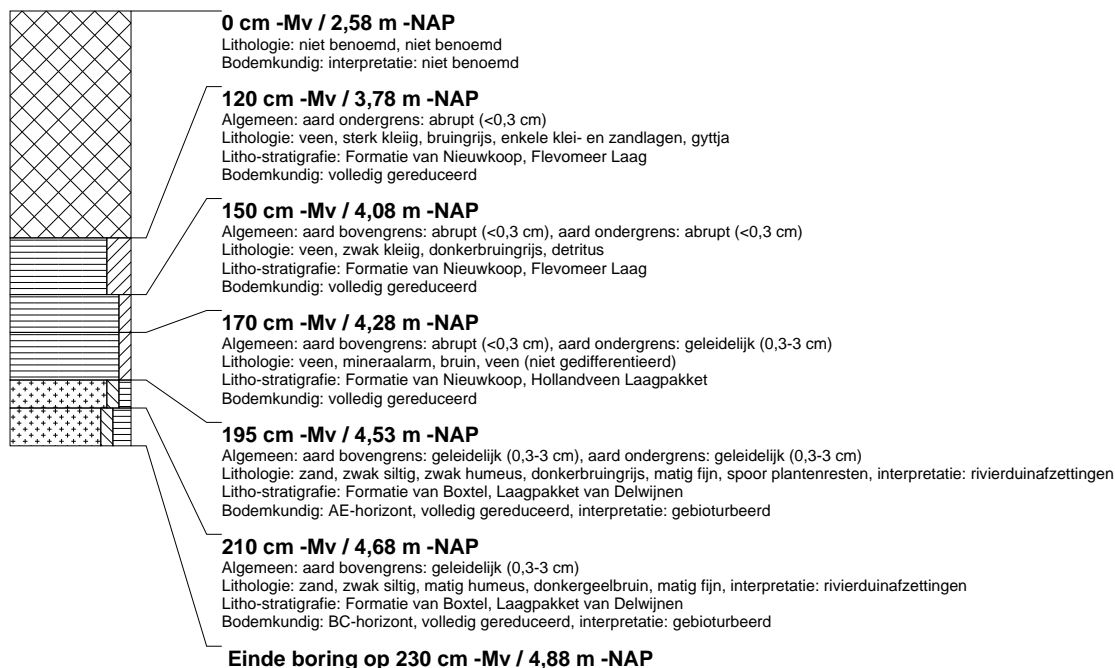 0 cm -Mv / 2,58 m -NAP
Lithologie: niet benoemd, niet benoemd
Bodemkundig: interpretatie: niet benoemd
120 cm -Mv / 3,78 m -NAP
Algemeen: aard ondergrens: abrupt (<0,3 cm)
Lithologie: veen, sterk kleiig, bruingrijs, enkele klei- en zandlagen, gyttja
Litho-stratigrafie: Formatie van Nieuwkoop, Flevomeer Laag
Bodemkundig: volledig gereduceerd
150 cm -Mv / 4,08 m -NAP
Algemeen: aard bovengrens: abrupt (<0,3 cm), aard ondergrens: abrupt (<0,3 cm)
Lithologie: veen, zwak kleiig, donkerbruingrijs, detritus
Litho-stratigrafie: Formatie van Nieuwkoop, Flevomeer Laag
Bodemkundig: volledig gereduceerd
170 cm -Mv / 4,28 m -NAP
Algemeen: aard bovengrens: abrupt (<0,3 cm), aard ondergrens: geleidelijk (0,3-3 cm)
Lithologie: veen, mineraalarm, bruin, veen (niet gedifferentieerd)
Litho-stratigrafie: Formatie van Nieuwkoop, Hollandveen Laagpakket
Bodemkundig: volledig gereduceerd
195 cm -Mv / 4,53 m -NAP
Algemeen: aard bovengrens: geleidelijk (0,3-3 cm), aard ondergrens: geleidelijk (0,3-3 cm)
Lithologie: zand, zwak siltig, zwak humeus, donkerbruingrijs, matig fijn, spoor plantenresten, interpretatie: rivierduinafzettingen
Litho-stratigrafie: Formatie van Boxtel, Laagpakket van Delwijnen
Bodemkundig: AE-horizont, volledig gereduceerd, interpretatie: gebioturbeerd
210 cm -Mv / 4,68 m -NAP
Algemeen: aard bovengrens: geleidelijk (0,3-3 cm)
Lithologie: zand, zwak siltig, matig humeus, donkergeelbruin, matig fijn, interpretatie: rivierduinafzettingen
Litho-stratigrafie: Formatie van Boxtel, Laagpakket van Delwijnen
Bodemkundig: BC-horizont, volledig gereduceerd, interpretatie: gebioturbeerd
Einde boring op 230 cm -Mv / 4,88 m -NAP